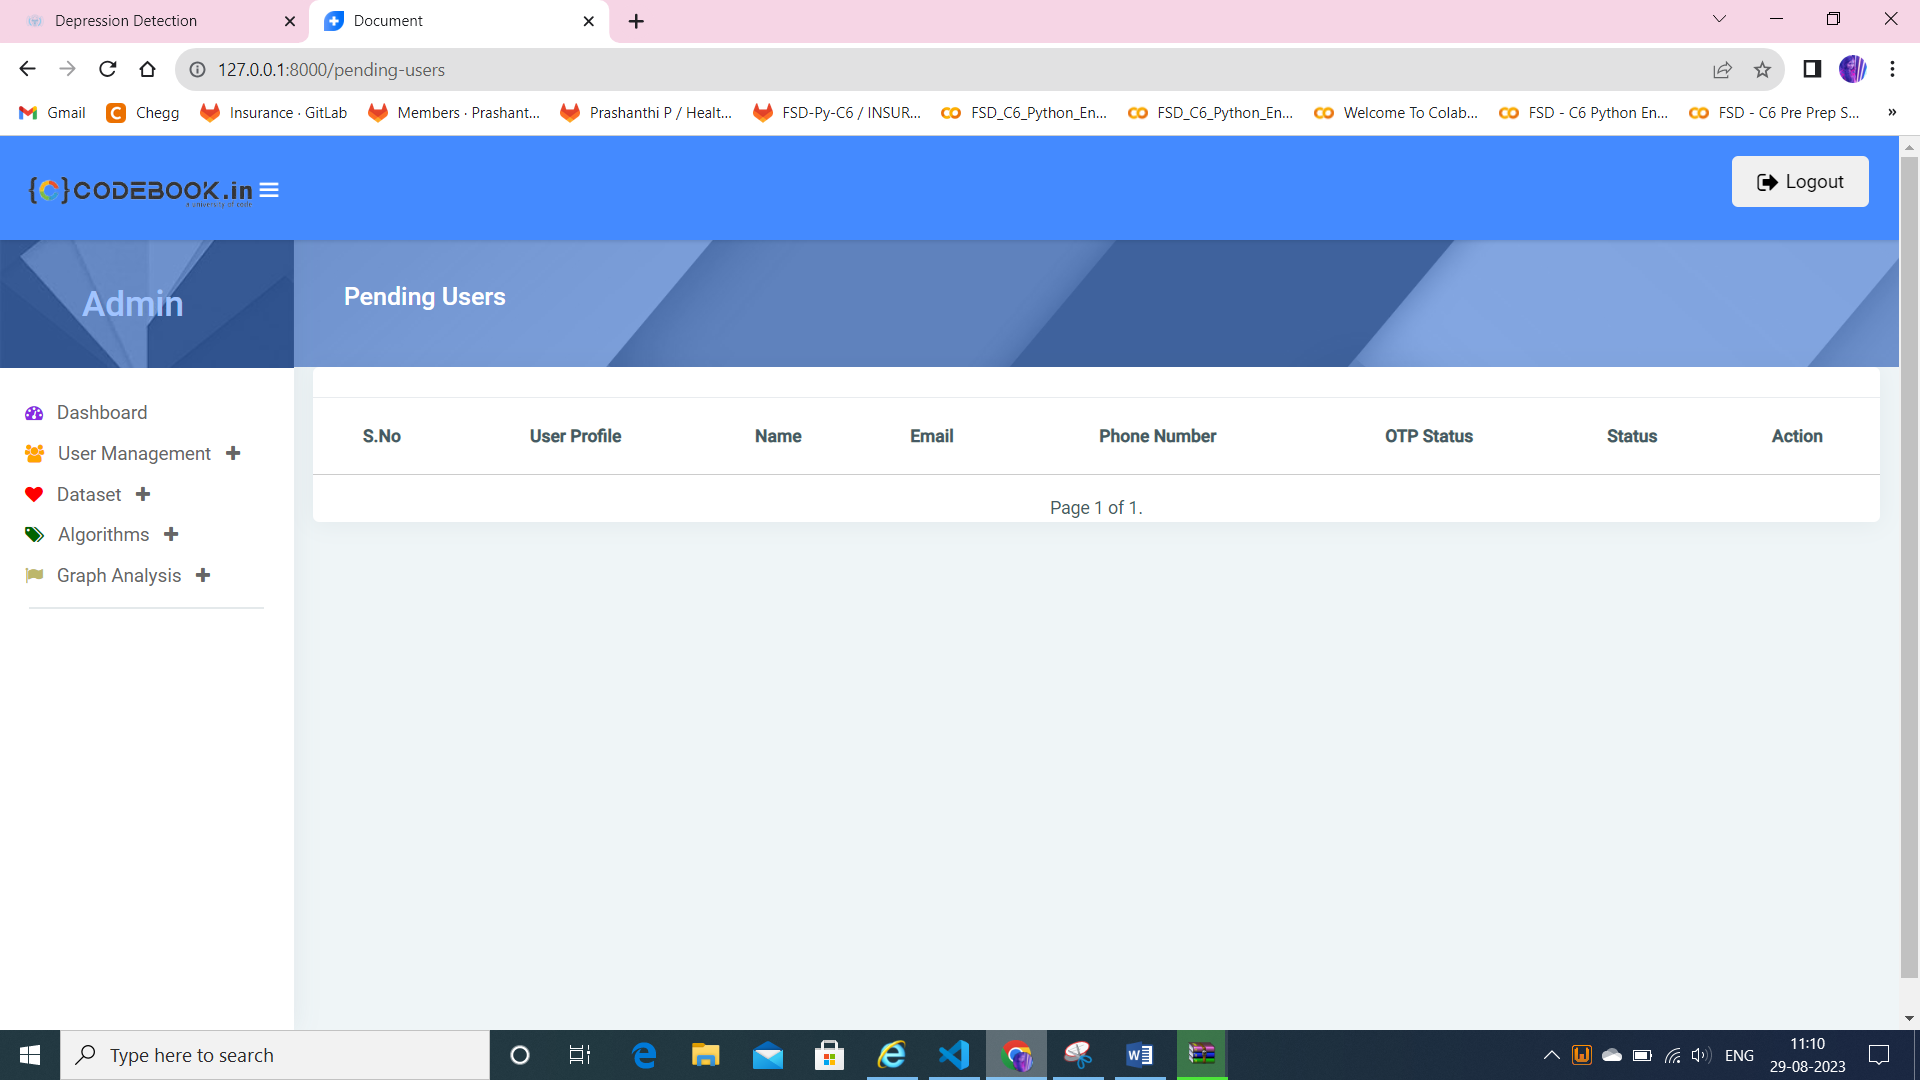 Depression Detection
Document
127.0.0.1:8000/pending-users
Gmail
Chegg
Insurance · GitLab
Members · Prashant...
Prashanthi P / Healt...
FSD-Py-C6 / INSUR...
FSD_C6_Python_En...
FSD_C6_Python_En...
Welcome To Colab...
FSD - C6 Python En...
FSD - C6 Pre Prep S...
»
{ }CODEBOOK.in
a university of code
Logout
Admin
Pending Users
Dashboard
User Management
Dataset
Algorithms
Graph Analysis
S.No User Profile Name Email Phone Number OTP Status Status Action
Page 1 of 1.
Type here to search
ENG
11:10
29-08-2023